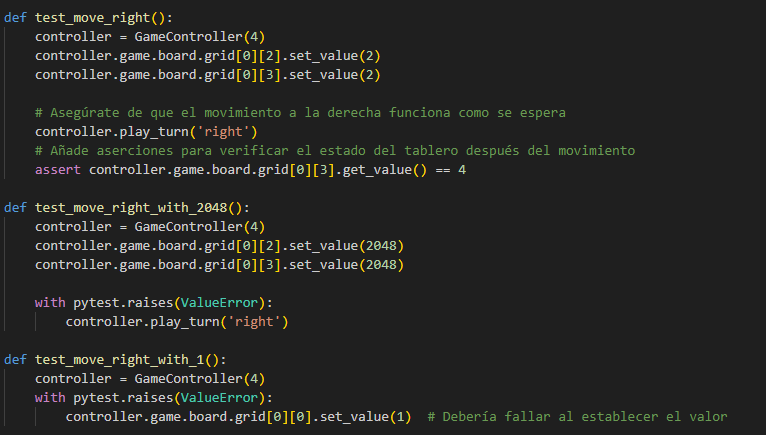 def test_move_right():
    controller = GameController(4)
    controller.game.board.grid[0][2].set_value(2)
    controller.game.board.grid[0][3].set_value(2)

    # Asegúrate de que el movimiento a la derecha funciona como se espera
    controller.play_turn('right')
    # Añade aserciones para verificar el estado del tablero después del movimiento
    assert controller.game.board.grid[0][3].get_value() == 4

def test_move_right_with_2048():
    controller = GameController(4)
    controller.game.board.grid[0][2].set_value(2048)
    controller.game.board.grid[0][3].set_value(2048)

    with pytest.raises(ValueError):
        controller.play_turn('right')

def test_move_right_with_1():
    controller = GameController(4)
    with pytest.raises(ValueError):
        controller.game.board.grid[0][0].set_value(1)  # Debería fallar al establecer el valor